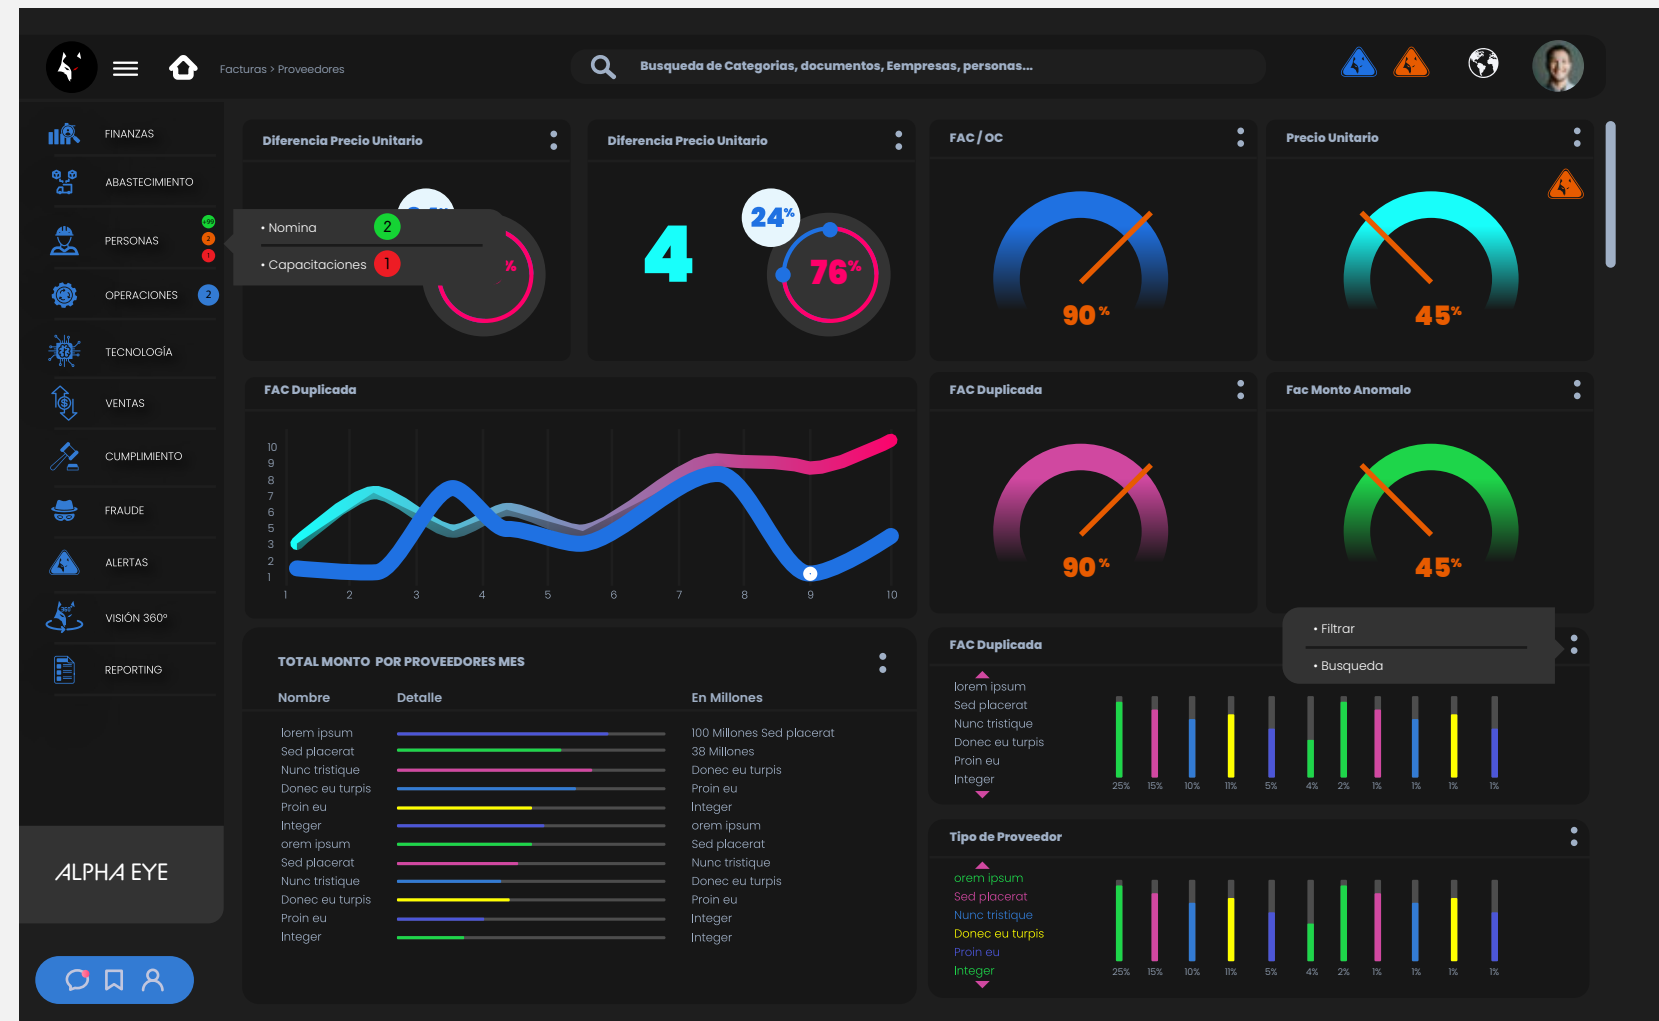 Facturas > Proveedores
Busqueda de Categorias, documentos, Eempresas, personas...
FINANZAS
ABASTECIMIENTO
PERSONAS
+99
2
1
OPERACIONES
2
TECNOLOGÍA
VENTAS
CUMPLIMIENTO
FRAUDE
ALERTAS
360°
VISIÓN 360°
REPORTING
ALPHA EYE
• Nomina 2
• Capacitaciones 1
Diferencia Precio Unitario
%
Diferencia Precio Unitario
4
24%
76%
FAC / OC
90%
Precio Unitario
45%
FAC Duplicada
10
9
8
7
6
5
3
2
1
1 2 3 4 5 6 7 8 9 10
FAC Duplicada
90%
Fac Monto Anomalo
45%
TOTAL MONTO POR PROVEEDORES MES
Nombre Detalle En Millones
lorem ipsum 100 Millones Sed placerat
Sed placerat 38 Millones
Nunc tristique Donec eu turpis
Donec eu turpis Proin eu
Proin eu Integer
Integer orem ipsum
orem ipsum Sed placerat
Sed placerat Nunc tristique
Nunc tristique Donec eu turpis
Donec eu turpis Proin eu
Proin eu Integer
Integer Integer
FAC Duplicada
• Filtrar
• Busqueda
lorem ipsum
Sed placerat
Nunc tristique
Donec eu turpis
Proin eu
Integer
25% 15% 10% 11% 5% 4% 2% 1% 1% 1% 1%
Tipo de Proveedor
orem ipsum
Sed placerat
Nunc tristique
Donec eu turpis
Proin eu
Integer
25% 15% 10% 11% 5% 4% 2% 1% 1% 1% 1%